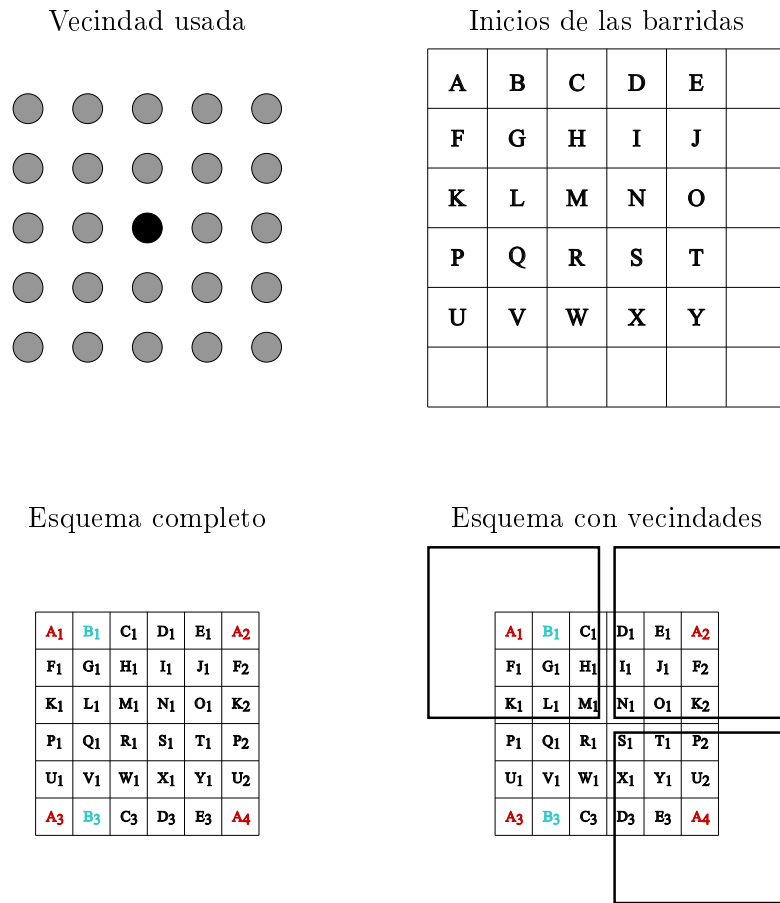 Vecindad usada
Inicios de las barridas
A B C D E
F G H I J
K L M N O
P Q R S T
U V W X Y
Esquema completo
A1 B1 C1 D1 E1 A2
F1 G1 H1 I1 J1 F2
K1 L1 M1 N1 O1 K2
P1 Q1 R1 S1 T1 P2
U1 V1 W1 X1 Y1 U2
A3 B3 C3 D3 E3 A4
Esquema con vecindades
A1 B1 C1 D1 E1 A2
F1 G1 H1 I1 J1 F2
K1 L1 M1 N1 O1 K2
P1 Q1 R1 S1 T1 P2
U1 V1 W1 X1 Y1 U2
A3 B3 C3 D3 E3 A4